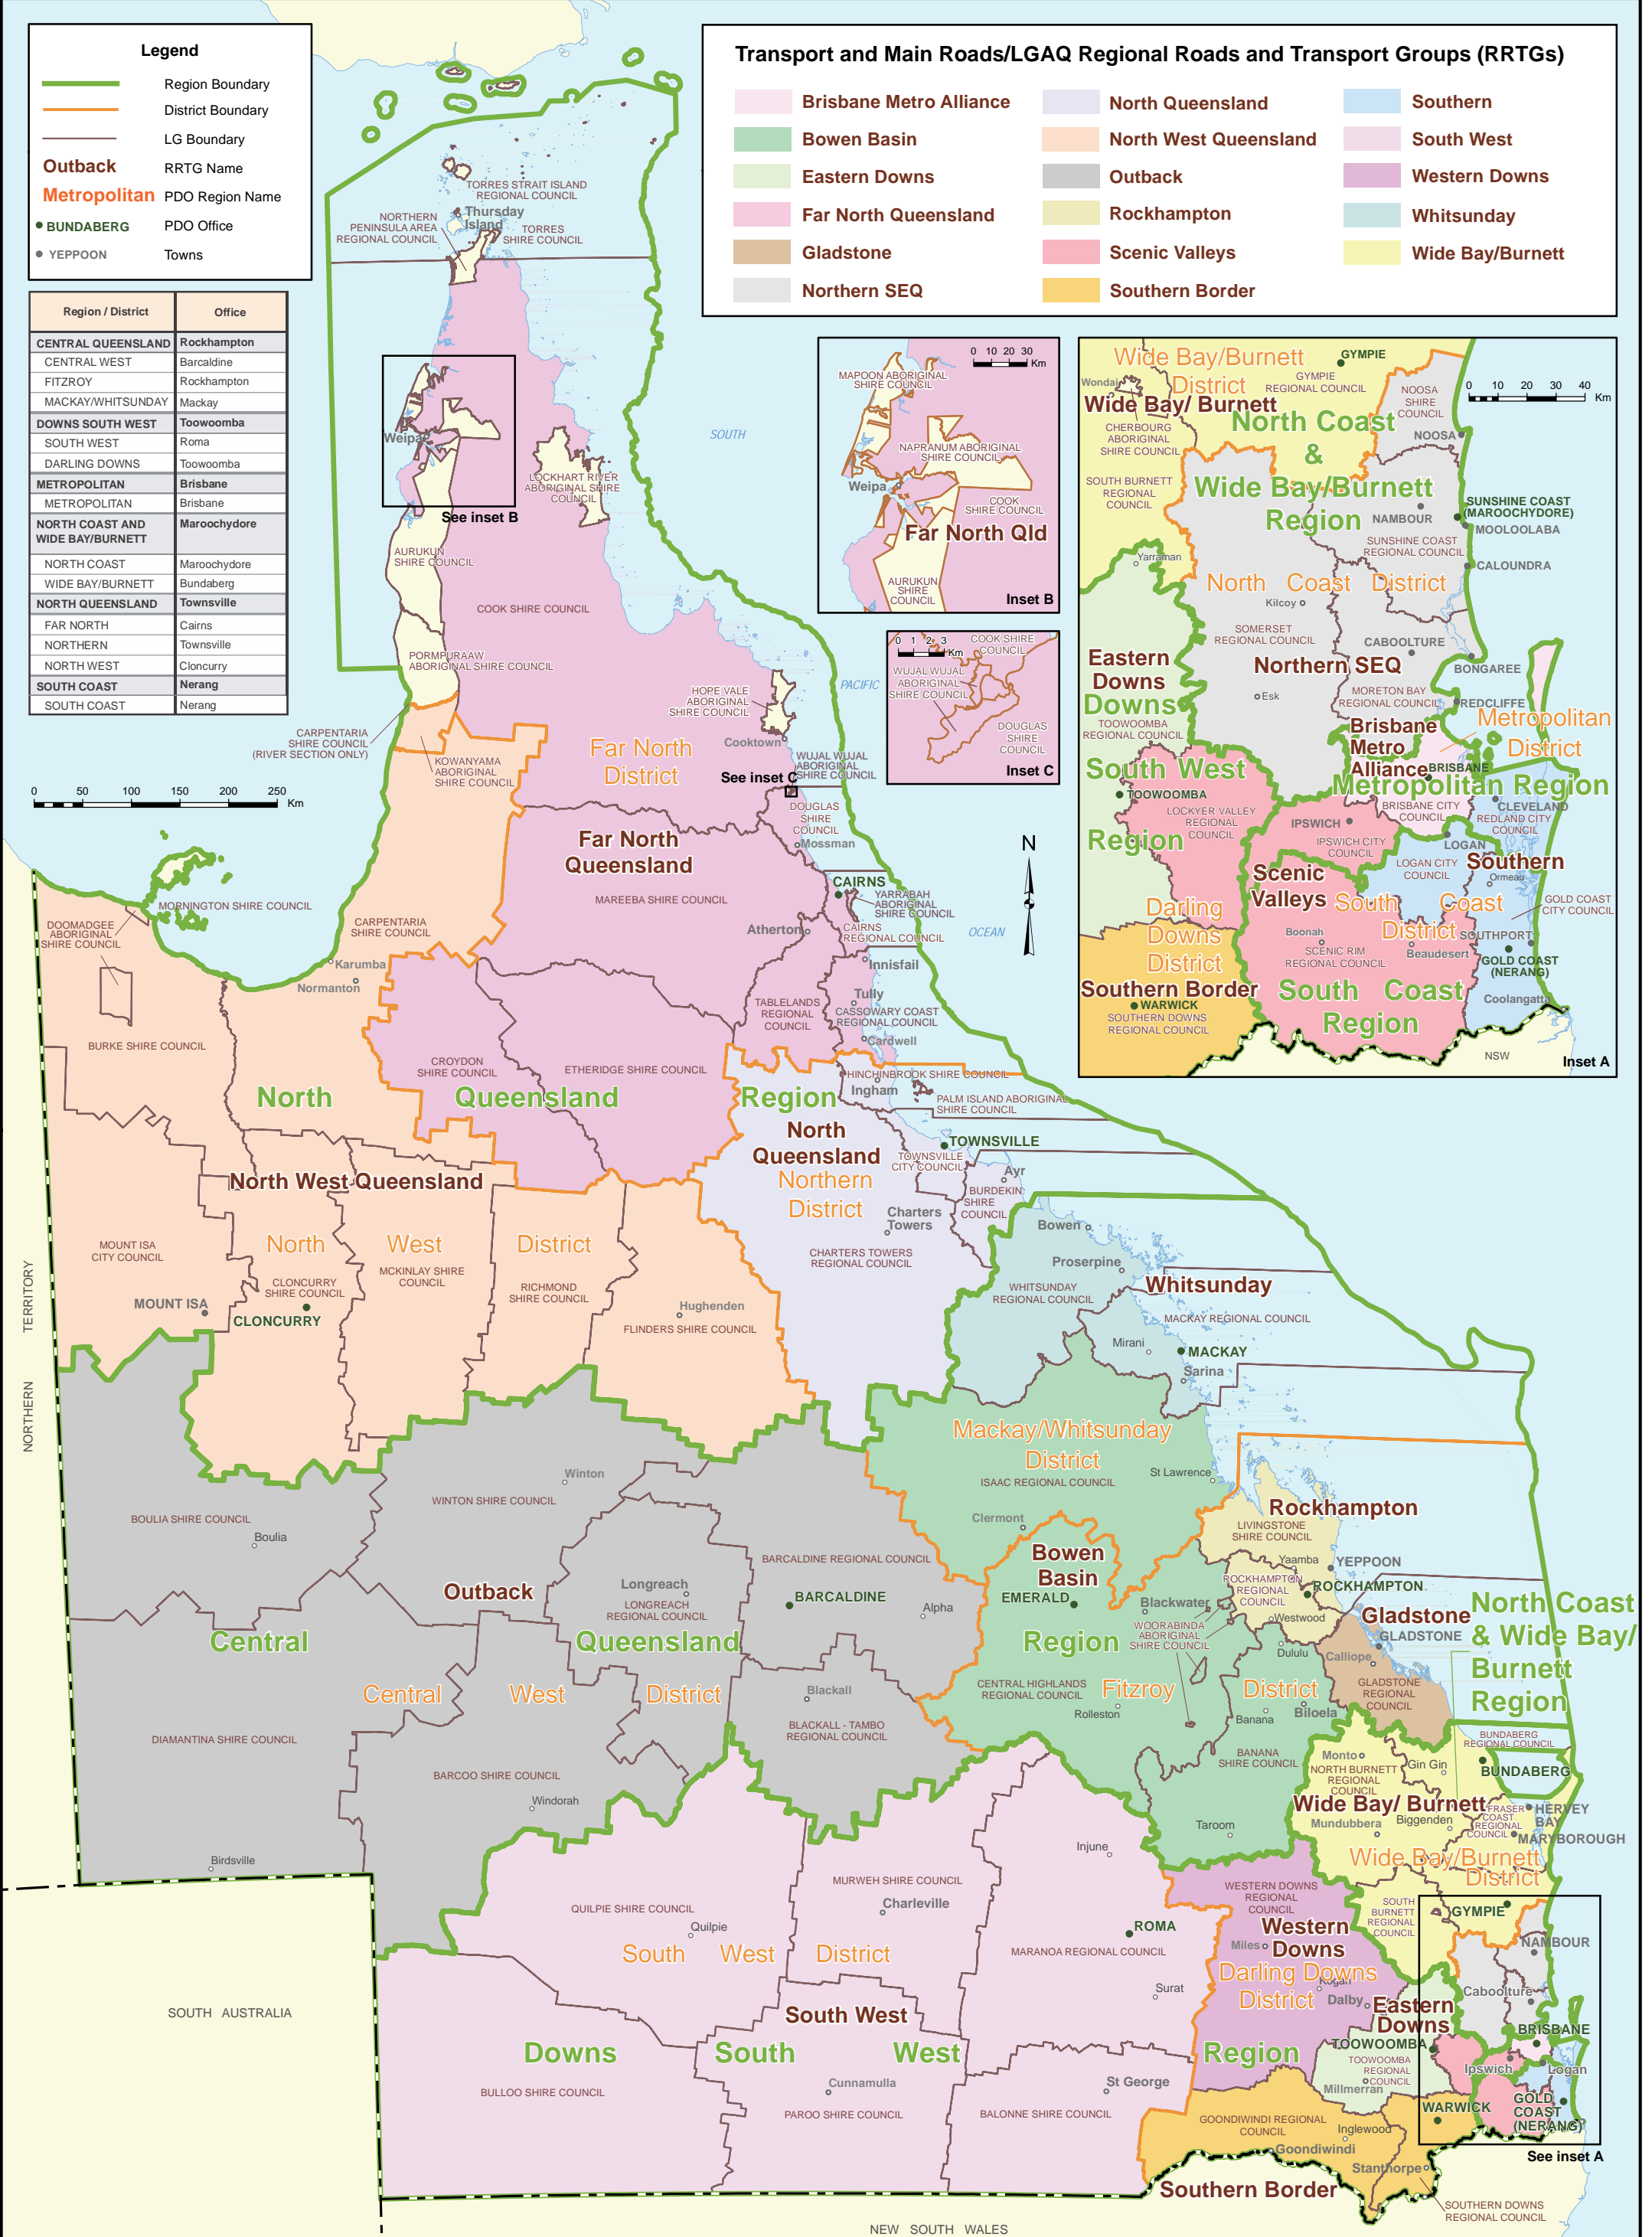 Legend
Region Boundary
District Boundary
LG Boundary
Outback RRTG Name
Metropolitan PDO Region Name
BUNDABERG PDO Office
YEPPOON Towns
Region / District Office
CENTRAL QUEENSLAND Rockhampton
CENTRAL WEST Barcaldine
FITZROY Rockhampton
MACKAY/WHITSUNDAY Mackay
DOWNS SOUTH WEST Toowoomba
SOUTH WEST Roma
DARLING DOWNS Toowoomba
METROPOLITAN Brisbane
METROPOLITAN Brisbane
NORTH COAST AND Maroochydore
WIDE BAY/BURNETT
NORTH COAST Maroochydore
WIDE BAY/BURNETT Bundaberg
NORTH QUEENSLAND Townsville
FAR NORTH Cairns
NORTHERN Townsville
NORTH WEST Cloncurry
SOUTH COAST Nerang
SOUTH COAST Nerang
Transport and Main Roads/LGAQ Regional Roads and Transport Groups (RRTGs)
Brisbane Metro Alliance
Bowen Basin
Eastern Downs
Far North Queensland
Gladstone
Northern SEQ
North Queensland
North West Queensland
Outback
Rockhampton
Scenic Valleys
Southern Border
Southern
South West
Western Downs
Whitsunday
Wide Bay/Burnett
TORRES STRAIT ISLAND
REGIONAL COUNCIL
Thursday
Island
NORTHERN
PENINSULA AREA
REGIONAL COUNCIL
TORRES
SHIRE COUNCIL
Weipa
See inset B
LOCKHART RIVER
ABORIGINAL SHIRE
COUNCIL
AURUKUN
SHIRE COUNCIL
COOK SHIRE COUNCIL
PORMPURAAW
ABORIGINAL SHIRE COUNCIL
SOUTH
PACIFIC
OCEAN
HOPE VALE
ABORIGINAL
SHIRE COUNCIL
Cooktown
CARPENTARIA
SHIRE COUNCIL
(RIVER SECTION ONLY)
KOWANYAMA
ABORIGINAL
SHIRE COUNCIL
Far North
District
WUJAL WUJAL
ABORIGINAL
SHIRE COUNCIL
See inset C
DOUGLAS
SHIRE
COUNCIL
Mossman
0 50 100 150 200 250
Km
N
Far North
Queensland
MAREEBA SHIRE COUNCIL
CAIRNS
YARRABAH
ABORIGINAL
SHIRE COUNCIL
CAIRNS
REGIONAL COUNCIL
Atherton
Innisfail
Tully
CASSOWARY COAST
REGIONAL COUNCIL
Cardwell
TABLELANDS
REGIONAL
COUNCIL
MORNINGTON SHIRE COUNCIL
DOOMADGEE
ABORIGINAL
SHIRE COUNCIL
CARPENTARIA
SHIRE COUNCIL
Karumba
Normanton
BURKE SHIRE COUNCIL
CROYDON
SHIRE COUNCIL
ETHERIDGE SHIRE COUNCIL
North Queensland Region
HINCHINBROOK SHIRE COUNCIL
Ingham
PALM ISLAND ABORIGINAL
SHIRE COUNCIL
North
Queensland
Northern
District
TOWNSVILLE
TOWNSVILLE
CITY COUNCIL
Ayr
BURDEKIN
SHIRE
COUNCIL
Charters
Towers
CHARTERS TOWERS
REGIONAL COUNCIL
North West Queensland
North West District
MOUNT ISA
CITY COUNCIL
MOUNT ISA
CLONCURRY
SHIRE COUNCIL
CLONCURRY
MCKINLAY SHIRE
COUNCIL
RICHMOND
SHIRE COUNCIL
Hughenden
FLINDERS SHIRE COUNCIL
NORTHERN TERRITORY
Bowen
Proserpine
WHITSUNDAY
REGIONAL COUNCIL
Whitsunday
MACKAY REGIONAL COUNCIL
Mirani
MACKAY
Sarina
Mackay/Whitsunday
District
ISAAC REGIONAL COUNCIL
St Lawrence
Clermont
Winton
WINTON SHIRE COUNCIL
BOULIA SHIRE COUNCIL
Boulia
Outback
Longreach
LONGREACH
REGIONAL COUNCIL
BARCALDINE REGIONAL COUNCIL
BARCALDINE
Alpha
Bowen
Basin
EMERALD
Blackwater
WOORABINDA
ABORIGINAL
SHIRE COUNCIL
Rockhampton
LIVINGSTONE
SHIRE COUNCIL
Yaamba
YEPPOON
ROCKHAMPTON
REGIONAL
COUNCIL
ROCKHAMPTON
Westwood
Gladstone
GLADSTONE
Dululu
Calliope
GLADSTONE
REGIONAL
COUNCIL
Central Queensland Region
Central West District
Fitzroy District
CENTRAL HIGHLANDS
REGIONAL COUNCIL
Rolleston
Banana
Biloela
BANANA
SHIRE COUNCIL
Taroom
Blackall
BLACKALL - TAMBO
REGIONAL COUNCIL
DIAMANTINA SHIRE COUNCIL
BARCOO SHIRE COUNCIL
Windorah
Birdsville
North Coast
& Wide Bay/
Burnett
Region
BUNDABERG
REGIONAL COUNCIL
BUNDABERG
Monto
Gin Gin
NORTH BURNETT
REGIONAL
COUNCIL
Wide Bay/ Burnett
Biggenden
Mundubbera
FRASER
COAST
REGIONAL
COUNCIL
HERVEY
BAY
MARYBOROUGH
Wide Bay/Burnett
District
SOUTH
BURNETT
REGIONAL
COUNCIL
GYMPIE
NAMBOUR
Caboolture
BRISBANE
Ipswich
Logan
GOLD
COAST
(NERANG)
See inset A
Injune
MURWEH SHIRE COUNCIL
Charleville
QUILPIE SHIRE COUNCIL
Quilpie
South West District
ROMA
MARANOA REGIONAL COUNCIL
Surat
WESTERN DOWNS
REGIONAL
COUNCIL
Western
Downs
Miles
Darling Downs
District
Kogan
Dalby
Eastern
Downs
TOOWOOMBA
TOOWOOMBA
REGIONAL
COUNCIL
Millmerran
South West
Downs South West Region
BULLOO SHIRE COUNCIL
Cunnamulla
PAROO SHIRE COUNCIL
St George
BALONNE SHIRE COUNCIL
GOONDIWINDI REGIONAL
COUNCIL
Inglewood
Goondiwindi
WARWICK
Stanthorpe
Southern Border
SOUTHERN DOWNS
REGIONAL COUNCIL
SOUTH AUSTRALIA
NEW SOUTH WALES
0 10 20 30
Km
MAPOON ABORIGINAL
SHIRE COUNCIL
NAPRANUM ABORIGINAL
SHIRE COUNCIL
Weipa
COOK
SHIRE COUNCIL
Far North Qld
AURUKUN
SHIRE
COUNCIL
Inset B
0 1 2 3
Km
COOK SHIRE
COUNCIL
WUJAL WUJAL
ABORIGINAL
SHIRE COUNCIL
DOUGLAS
SHIRE
COUNCIL
Inset C
Wide Bay/Burnett
District
GYMPIE
GYMPIE
REGIONAL COUNCIL
Wondai
Wide Bay/ Burnett
CHERBOURG
ABORIGINAL
SHIRE COUNCIL
North Coast
&
Wide Bay/Burnett
Region
NOOSA
SHIRE
COUNCIL
0 10 20 30 40
Km
NOOSA
SOUTH BURNETT
REGIONAL
COUNCIL
SUNSHINE COAST
(MAROOCHYDORE)
NAMBOUR
MOOLOOLABA
SUNSHINE COAST
REGIONAL COUNCIL
Yarraman
CALOUNDRA
North Coast District
Kilcoy
SOMERSET
REGIONAL COUNCIL
CABOOLTURE
Northern SEQ
BONGAREE
Eastern
Downs
Downs
Esk
MORETON BAY
REGIONAL COUNCIL
REDCLIFFE
TOOWOOMBA
REGIONAL COUNCIL
Brisbane
Metro
Alliance
Metropolitan
District
BRISBANE
South West
Region
TOOWOOMBA
Metropolitan Region
LOCKYER VALLEY
REGIONAL
COUNCIL
IPSWICH
IPSWICH CITY
COUNCIL
BRISBANE CITY
COUNCIL
CLEVELAND
REDLAND CITY
COUNCIL
LOGAN
LOGAN CITY
COUNCIL
Southern
Ormeau
Scenic
Valleys
South Coast
District
GOLD COAST
CITY COUNCIL
Darling
Downs
District
Boonah
SCENIC RIM
REGIONAL COUNCIL
Beaudesert
SOUTHPORT
GOLD COAST
(NERANG)
Southern Border
WARWICK
SOUTHERN DOWNS
REGIONAL COUNCIL
South Coast
Region
Coolangatta
NSW
Inset A